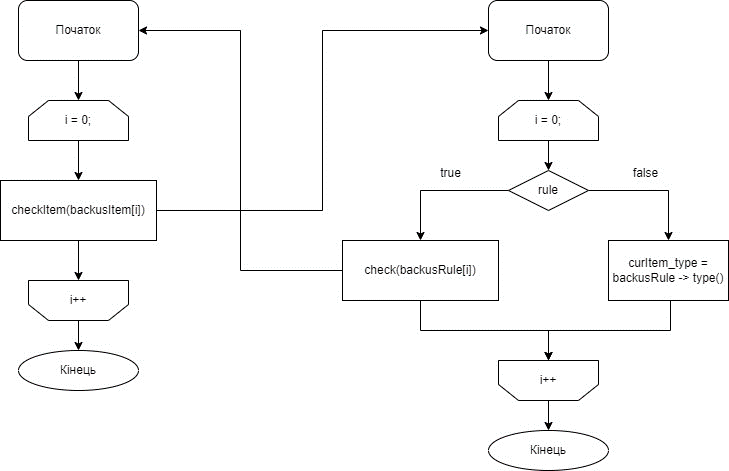 Початок
i = 0;
checkItem(backusItem[i])
i++
Кінець
Початок
i = 0;
true
rule
false
check(backusRule[i])
curItem_type =
backusRule -> type()
i++
Кінець